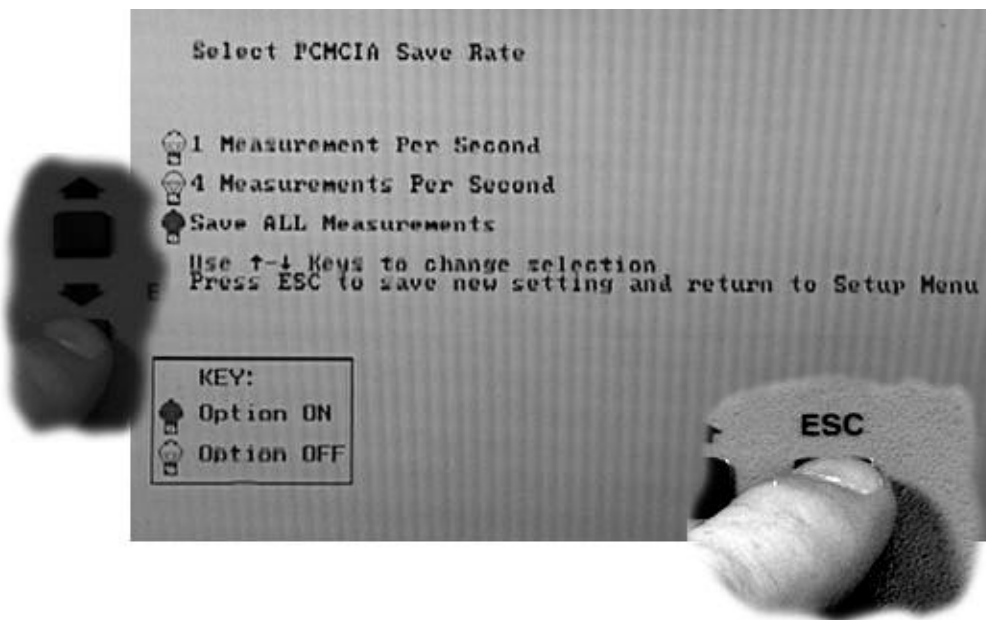 Select PCMCIA Save Rate
1 Measurement Per Second
4 Measurements Per Second
Save ALL Measurements
Use ↑-↓ Keys to change selection
Press ESC to save new setting and return to Setup Menu
KEY:
Option ON
Option OFF
ESC